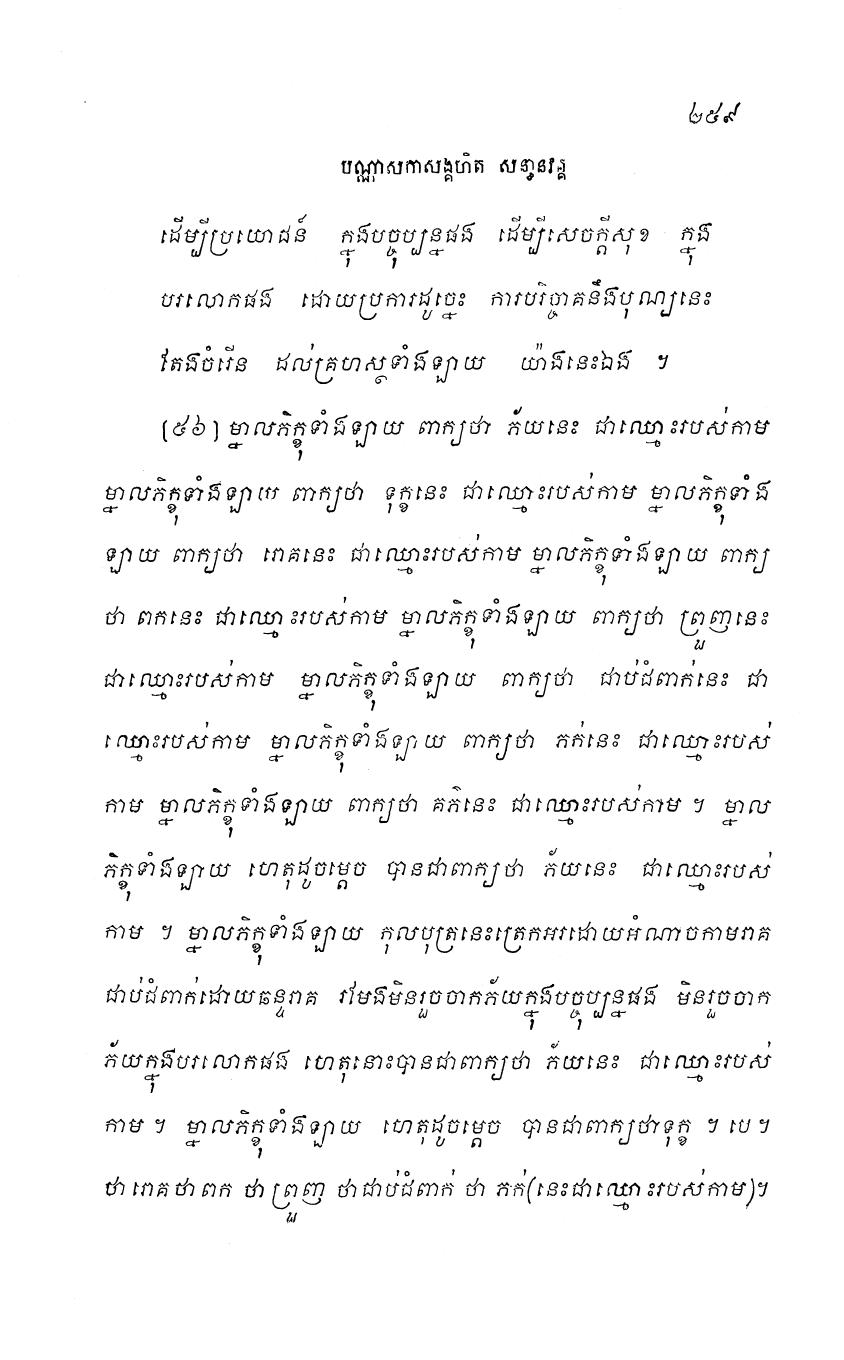 ២៥៩
បណ្ណាសកាសង្គហិត សន្ធានវគ្គ
ដើម្បីប្រយោជន៍ ក្នុងបច្ចុប្បន្នផង ដើម្បីសេចក្តីសុខ ក្នុង
បរលោកផង ដោយប្រការដូច្នេះ ការបរិច្ចាគនឹងបុណ្យនេះ
តែងចំរើន ដល់គ្រហស្ថទាំងឡាយ យ៉ាងនេះឯង ។
(៥៦) ម្នាលភិក្ខុទាំងឡាយ ពាក្យថា ភ័យនេះ ជាឈ្មោះរបស់កាម
ម្នាលភិក្ខុទាំងឡាយ ពាក្យថា ទុក្ខនេះ ជាឈ្មោះរបស់កាម ម្នាលភិក្ខុទាំង
ឡាយ ពាក្យថា រោគនេះ ជាឈ្មោះរបស់កាម ម្នាលភិក្ខុទាំងឡាយ ពាក្យ
ថា ពកនេះ ជាឈ្មោះរបស់កាម ម្នាលភិក្ខុទាំងឡាយ ពាក្យថា ព្រួញនេះ
ជាឈ្មោះរបស់កាម ម្នាលភិក្ខុទាំងឡាយ ពាក្យថា ជាប់ជំពាក់នេះ ជា
ឈ្មោះរបស់កាម ម្នាលភិក្ខុទាំងឡាយ ពាក្យថា ភក់នេះ ជាឈ្មោះរបស់
កាម ម្នាលភិក្ខុទាំងឡាយ ពាក្យថា គភ៌នេះ ជាឈ្មោះរបស់កាម ។ ម្នាល
ភិក្ខុទាំងឡាយ ហេតុដូចម្តេច បានជាពាក្យថា ភ័យនេះ ជាឈ្មោះរបស់
កាម ។ ម្នាលភិក្ខុទាំងឡាយ កុលបុត្រនេះត្រេកអរដោយអំណាចកាមរាគ
ជាប់ជំពាក់ដោយឆន្ទរាគ រមែងមិនរួចចាកភ័យក្នុងបច្ចុប្បន្នផង មិនរួចចាក
ភ័យក្នុងបរលោកផង ហេតុនោះបានជាពាក្យថា ភ័យនេះ ជាឈ្មោះរបស់
កាម ។ ម្នាលភិក្ខុទាំងឡាយ ហេតុដូចម្តេច បានជាពាក្យថាទុក្ខ ។ បេ ។
ថា រោគថាពក ថាព្រួញ ថាជាប់ជំពាក់ ថា ភក់(នេះជាឈ្មោះរបស់កាម)។